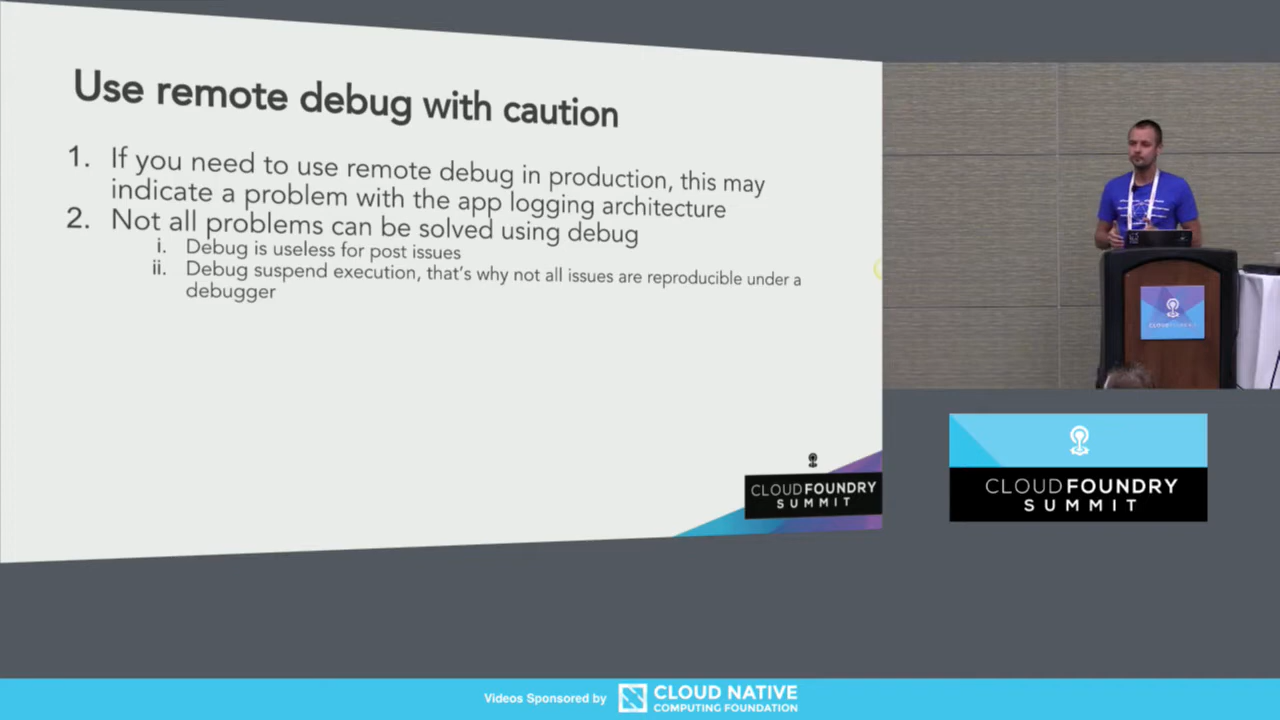 Use remote debug with caution
1. If you need to use remote debug in production, this may
indicate a problem with the app logging architecture
2. Not all problems can be solved using debug
i. Debug is useless for post issues
ii. Debug suspend execution, that's why not all issues are reproducible under a
debugger
CLOUDFOUNDRY
SUMMIT
CLOUDFOUNDRY
CLOUDFOUNDRY
SUMMIT
Videos Sponsored by
CLOUD NATIVE
COMPUTING FOUNDATION